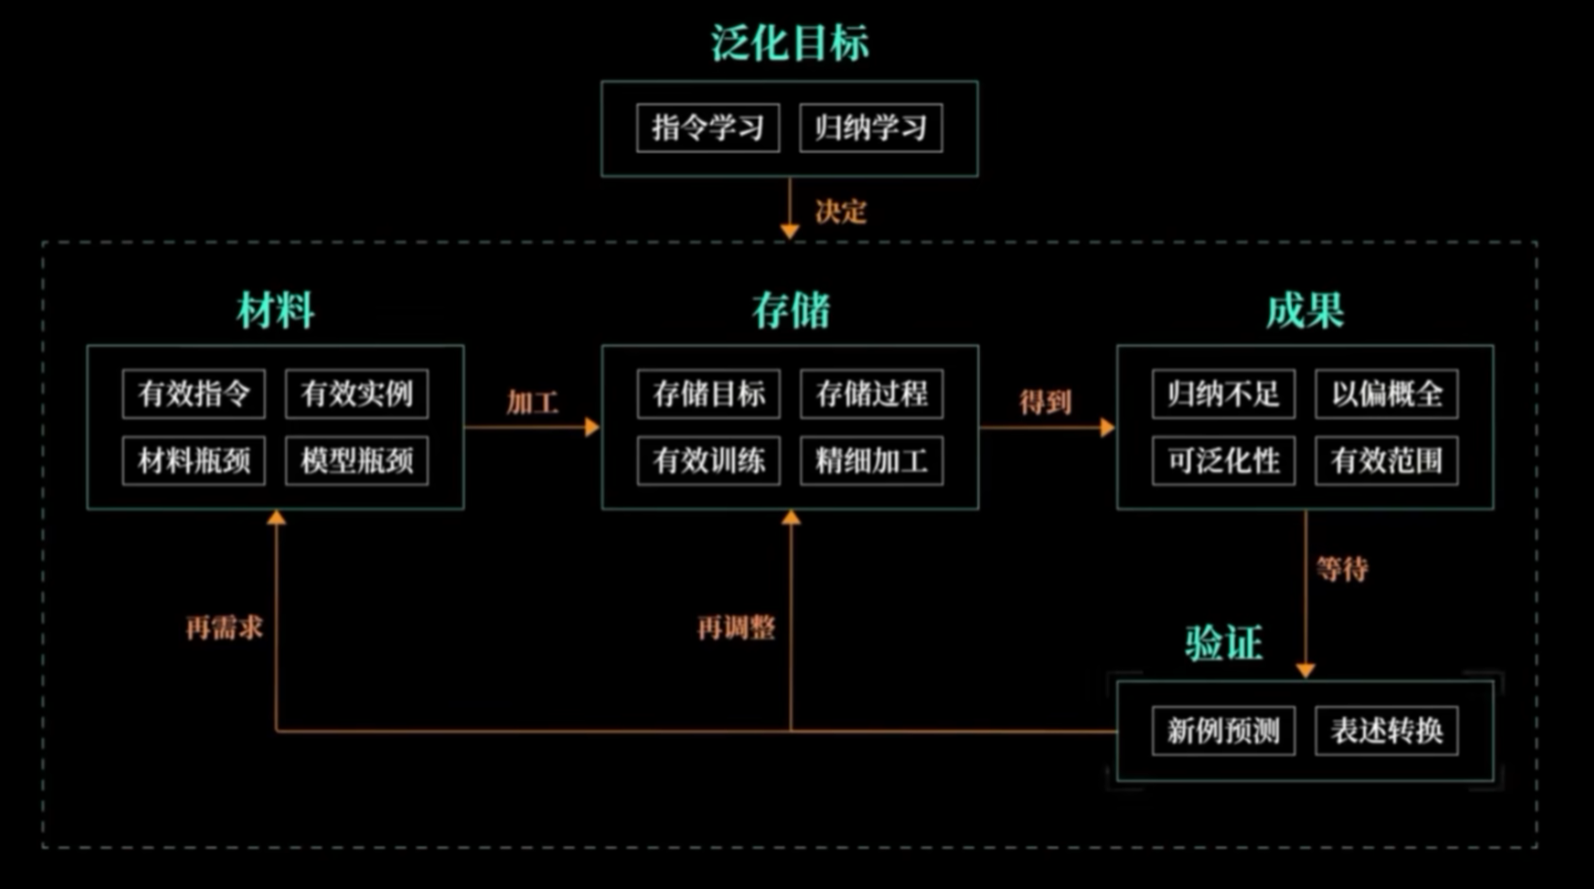 泛化目标
指令学习 归纳学习
决定
材料 存储 成果
有效指令 有效实例 存储目标 存储过程 归纳不足 以偏概全
加工 得到
材料瓶颈 模型瓶颈 有效训练 精细加工 可泛化性 有效范围
等待
再需求 再调整
验证
新例预测 表述转换